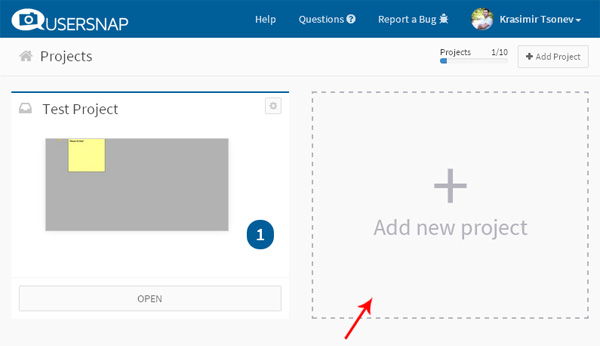 USERSNAP
Help
Questions
Report a Bug
Krasimir Tsonev
Projects
Projects 1/10
Add Project
Test Project
1
Add new project
OPEN